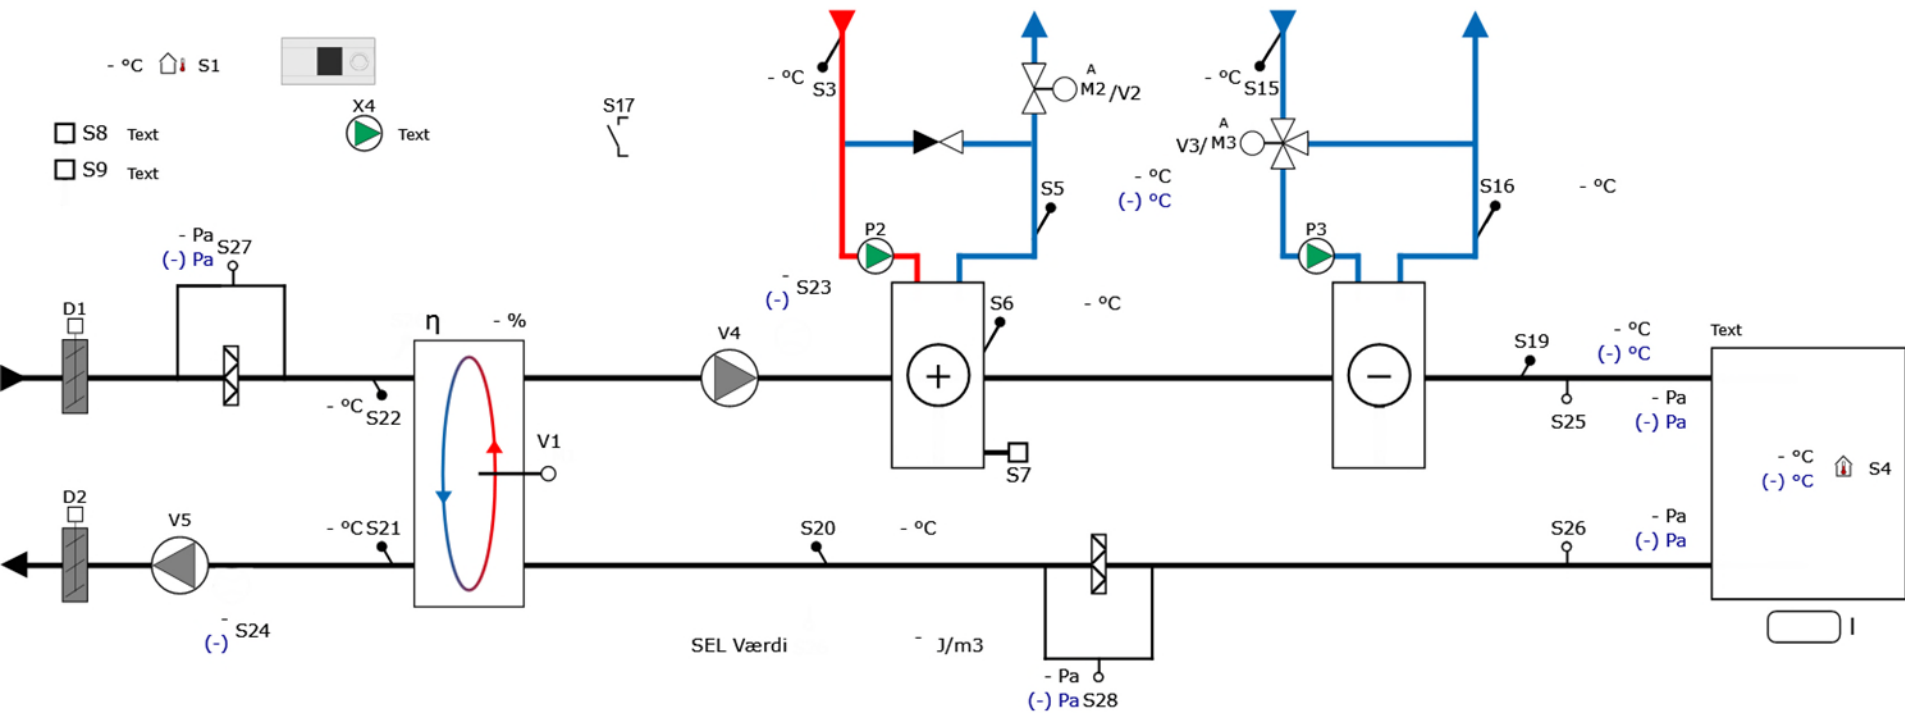 - °C S1
X4
S8 Text
Text
S9 Text
S17
- °C S3
A
M2 /V2
- °C S15
A
V3/ M3
S5
- °C
(-) °C
S16
- °C
P2
P3
- Pa S27
(-) Pa
-
(-) S23
S6
- °C
D1
η
- %
V4
S19
- °C
(-) °C
Text
+
−
- °C S22
S25
- Pa
(-) Pa
V1
S7
- °C
(-) °C
S4
D2
V5
- °C S21
S20
- °C
S26
- Pa
(-) Pa
-
(-) S24
SEL Værdi
- J/m3
I
- Pa
(-) Pa S28